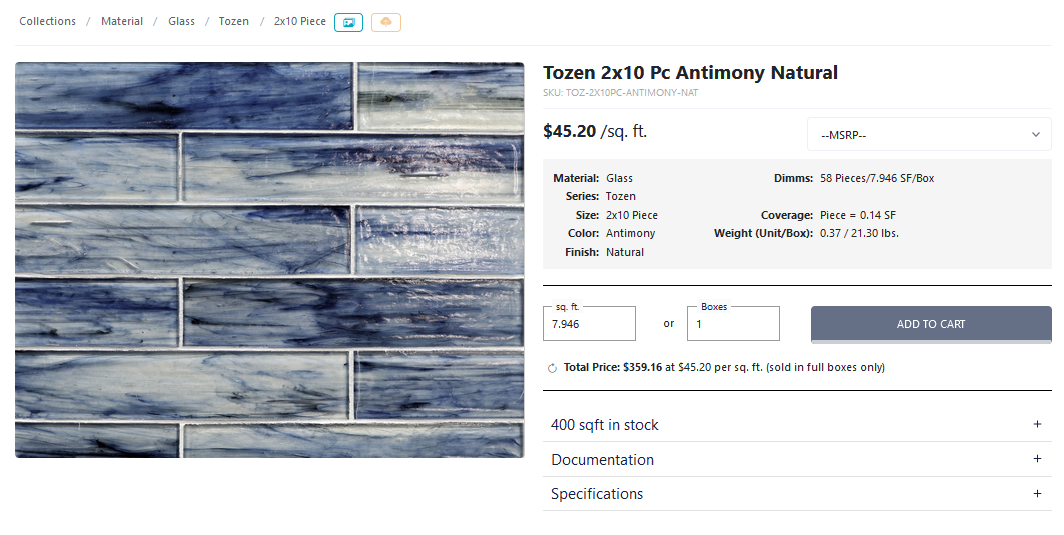 Collections / Material / Glass / Tozen / 2x10 Piece
Tozen 2x10 Pc Antimony Natural
SKU: TOZ-2X10PC-ANTIMONY-NAT
$45.20 /sq. ft.
--MSRP--
Material: Glass
Dimms: 58 Pieces/7.946 SF/Box
Series: Tozen
Size: 2x10 Piece
Coverage: Piece = 0.14 SF
Color: Antimony
Weight (Unit/Box): 0.37 / 21.30 lbs.
Finish: Natural
sq. ft.
7.946
or
Boxes
1
ADD TO CART
Total Price: $359.16 at $45.20 per sq. ft. (sold in full boxes only)
400 sqft in stock +
Documentation +
Specifications +